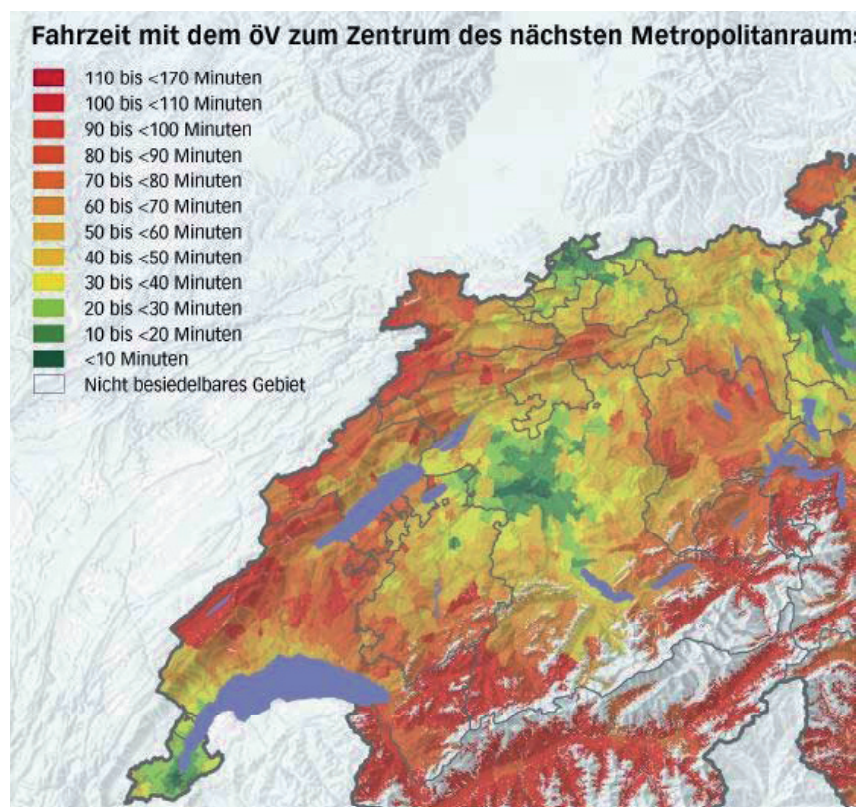 Fahrzeit mit dem öV zum Zentrum des nächsten Metropolitanraums
110 bis <170 Minuten
100 bis <110 Minuten
90 bis <100 Minuten
80 bis <90 Minuten
70 bis <80 Minuten
60 bis <70 Minuten
50 bis <60 Minuten
40 bis <50 Minuten
30 bis <40 Minuten
20 bis <30 Minuten
10 bis <20 Minuten
<10 Minuten
Nicht besiedelbares Gebiet